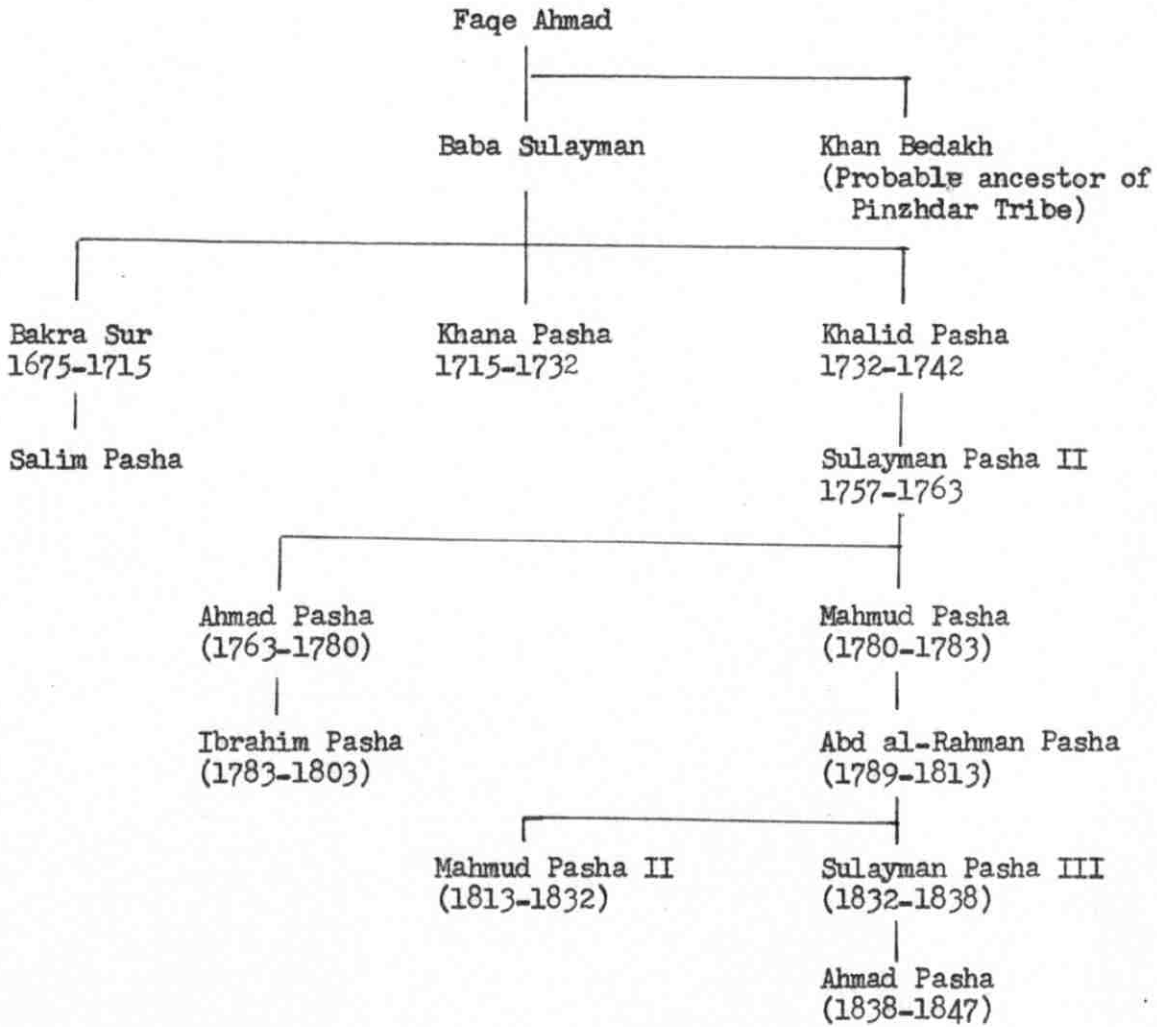 Faqe Ahmad
Baba Sulayman
Khan Bedakh
(Probable ancestor of
Pinzhdar Tribe)
Bakra Sur
1675-1715
Khana Pasha
1715-1732
Khalid Pasha
1732-1742
Salim Pasha
Sulayman Pasha II
1757-1763
Ahmad Pasha
(1763-1780)
Mahmud Pasha
(1780-1783)
Ibrahim Pasha
(1783-1803)
Abd al-Rahman Pasha
(1789-1813)
Mahmud Pasha II
(1813-1832)
Sulayman Pasha III
(1832-1838)
Ahmad Pasha
(1838-1847)